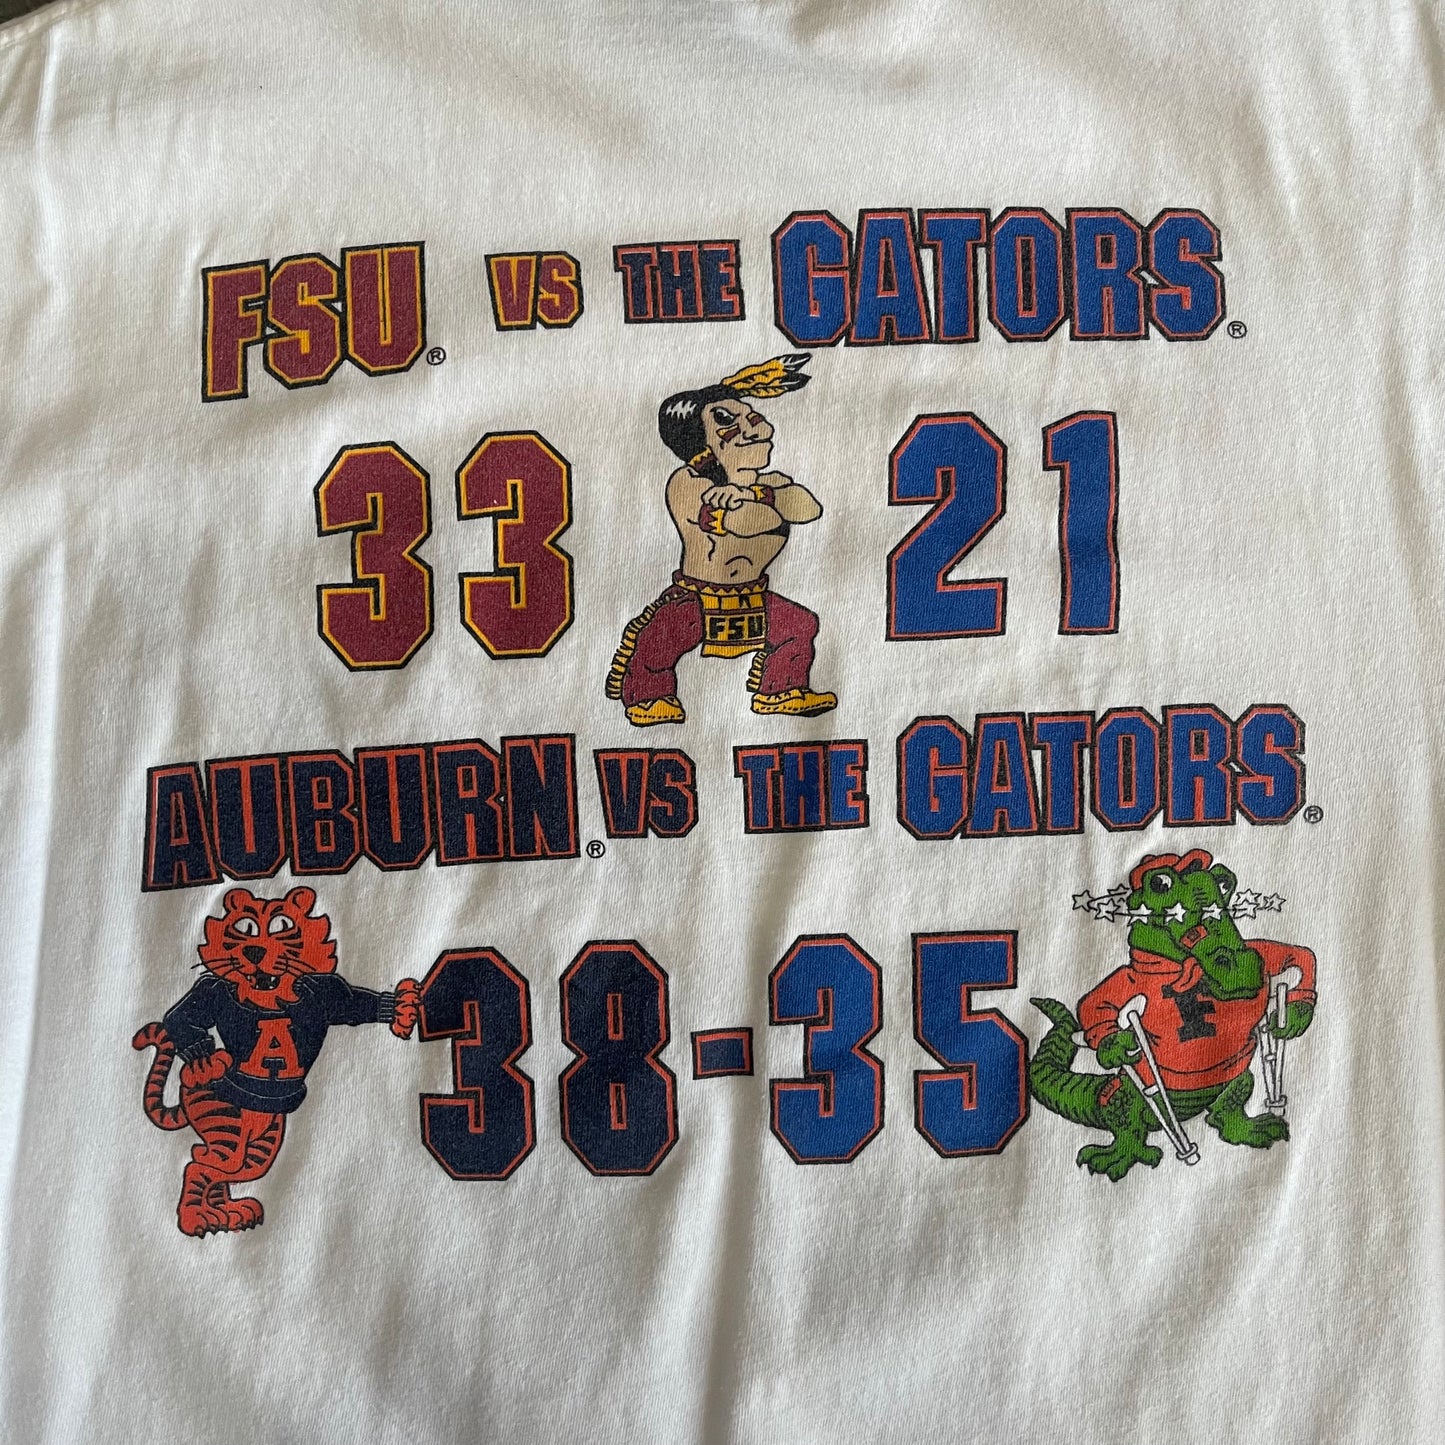 FSU® VS THE GATORS®
33 21
FSU
AUBURN® VS THE GATORS®
A 38-35 F